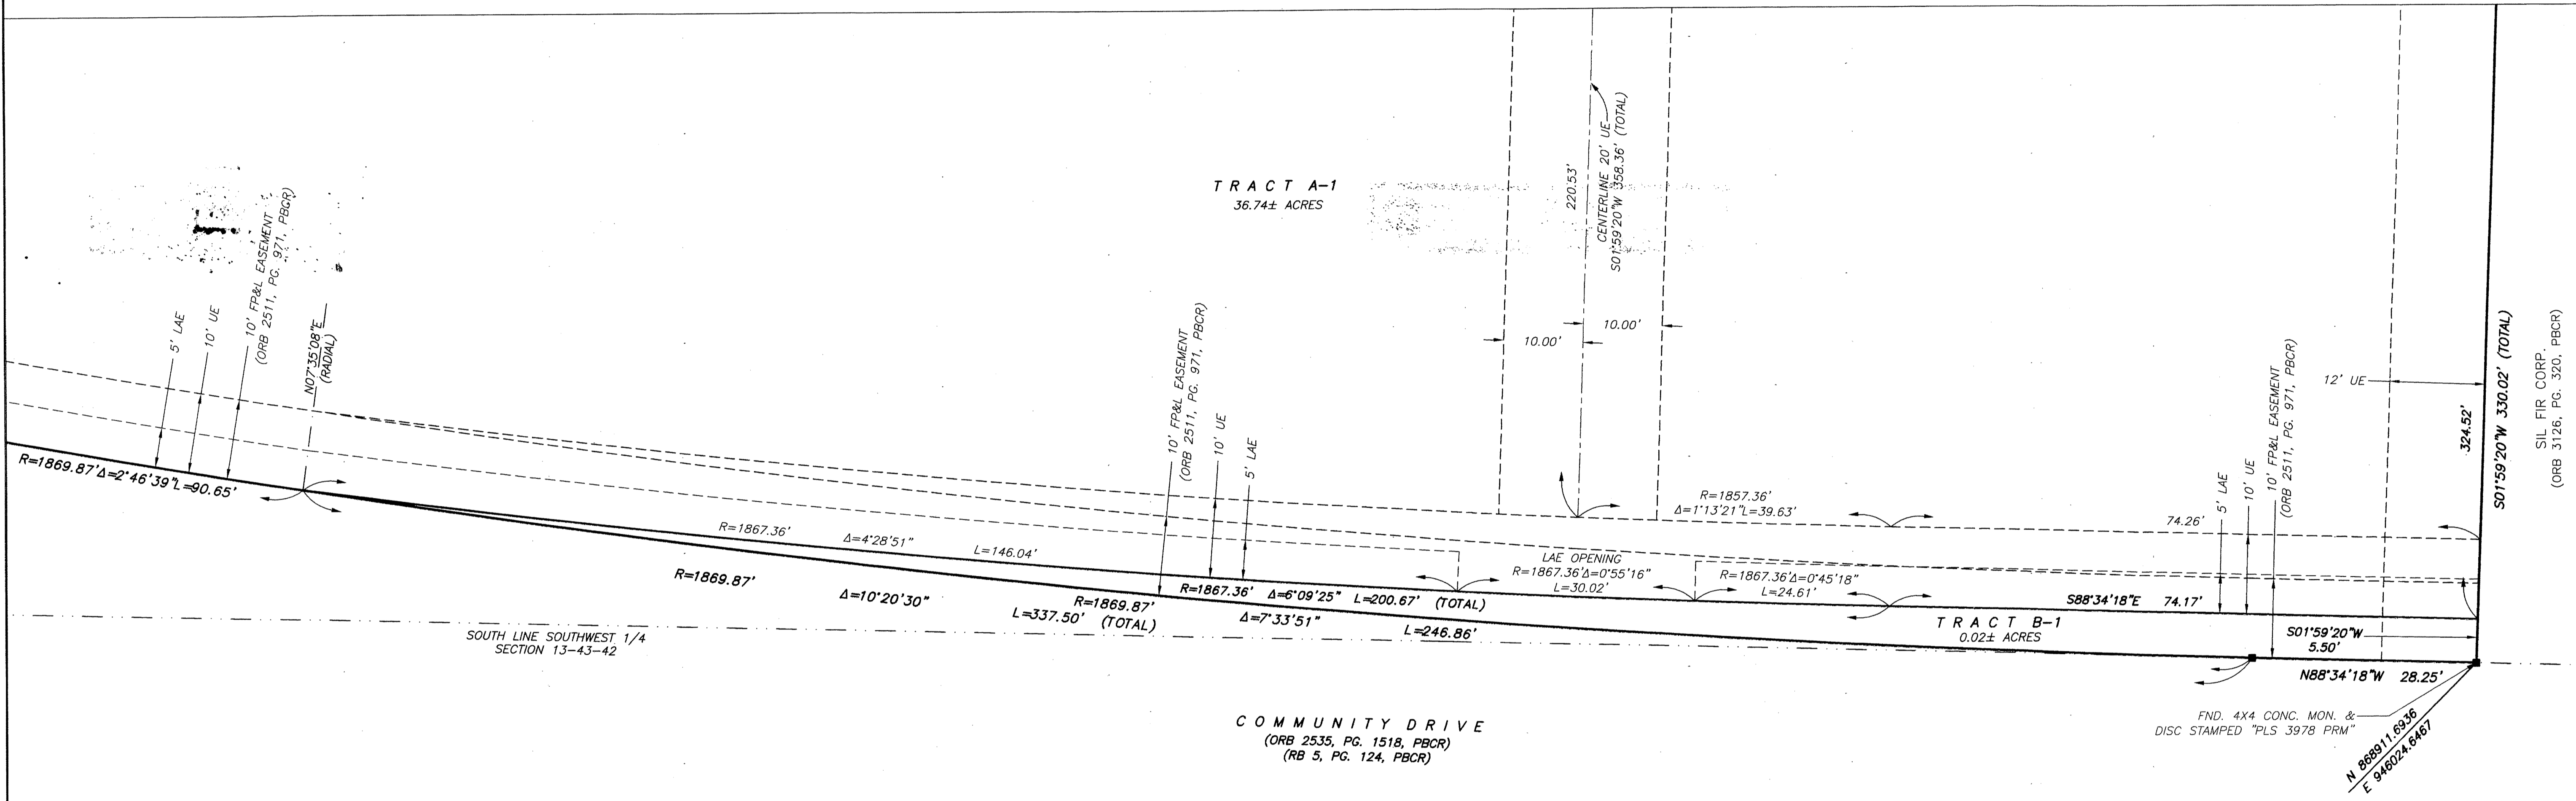 TRACT A-1
36.74± ACRES
220.53'
CENTERLINE 20' UE
S01°59'20"W 358.36' (TOTAL)
10.00'
10.00'
5' LAE
10' UE
10' FP&L EASEMENT
(ORB 2511, PG. 971, PBCR)
N07°35'08"E
(RADIAL)
10' FP&L EASEMENT
(ORB 2511, PG. 971, PBCR)
10' UE
5' LAE
5' LAE
10' UE
10' FP&L EASEMENT
(ORB 2511, PG. 971, PBCR)
12' UE
324.52'
S01°59'20"W 330.02' (TOTAL)
SIL FIR CORP.
(ORB 3126, PG. 320, PBCR)
R=1869.87' Δ=2°46'39" L=90.65'
R=1867.36' Δ=4°28'51" L=146.04'
R=1857.36'
Δ=1°13'21" L=39.63'
74.26'
LAE OPENING
R=1867.36' Δ=0°55'16"
L=30.02'
R=1867.36' Δ=0°45'18"
L=24.61'
R=1867.36' Δ=6°09'25" L=200.67' (TOTAL)
S88°34'18"E 74.17'
R=1869.87' Δ=10°20'30" L=337.50' (TOTAL)
R=1869.87' Δ=7°33'51" L=246.86'
TRACT B-1
0.02± ACRES
S01°59'20"W
5.50'
SOUTH LINE SOUTHWEST 1/4
SECTION 13-43-42
N88°34'18"W 28.25'
COMMUNITY DRIVE
(ORB 2535, PG. 1518, PBCR)
(RB 5, PG. 124, PBCR)
FND. 4X4 CONC. MON. &
DISC STAMPED "PLS 3978 PRM"
N 868911.6936
E 946024.6467